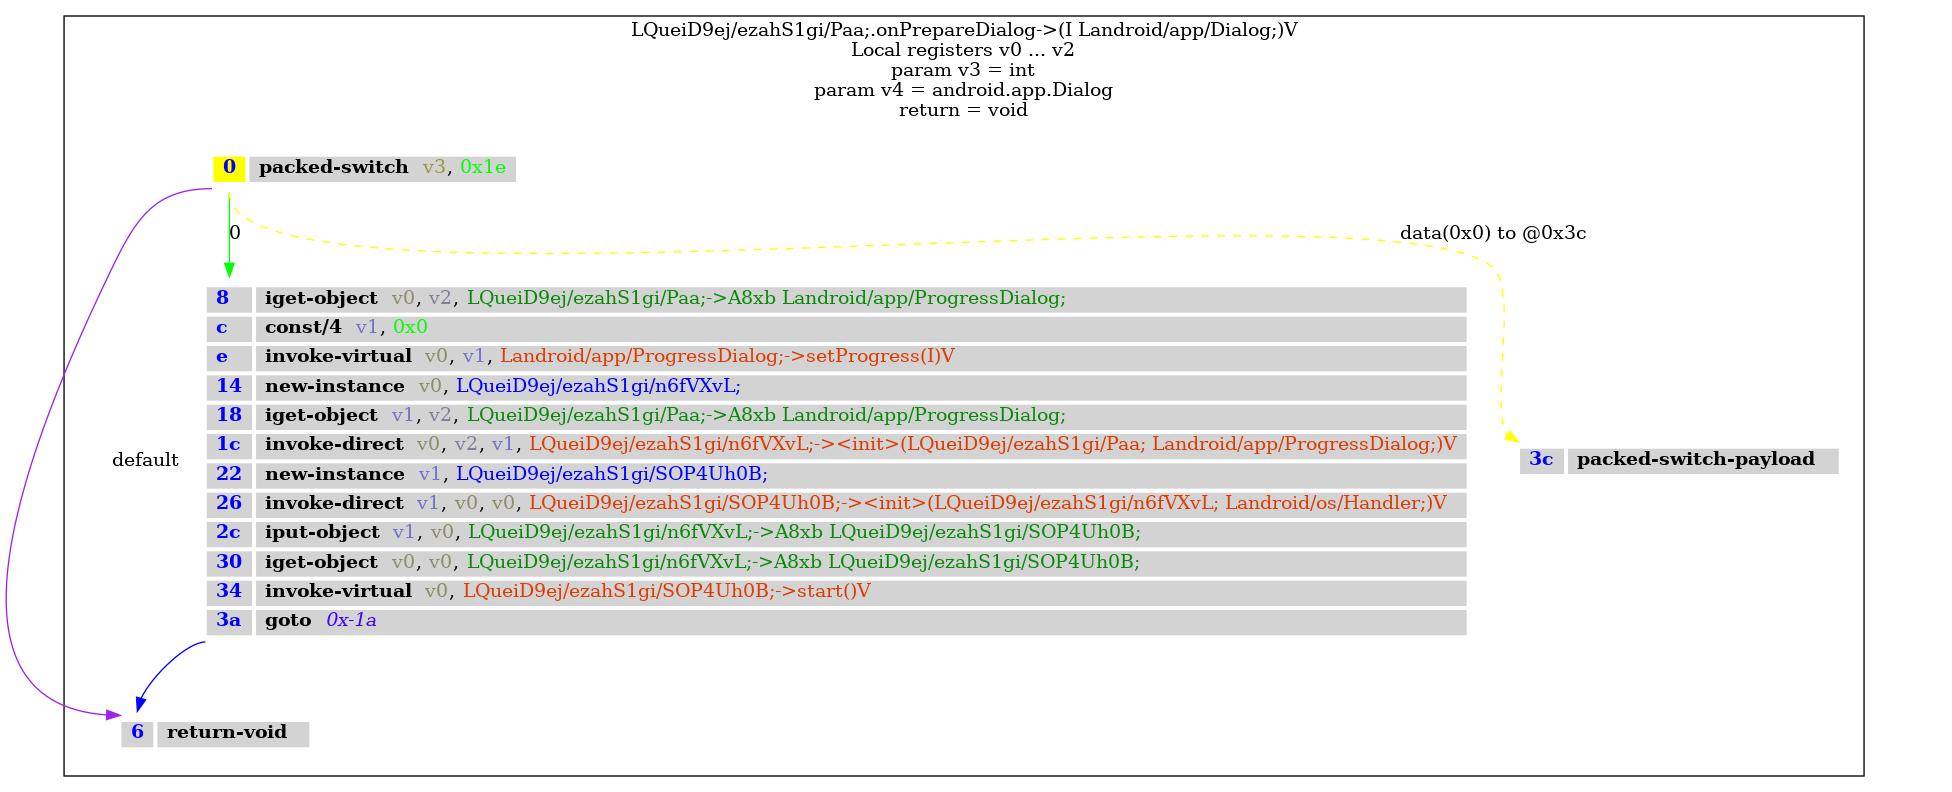 LQueiD9ej/ezahS1gi/Paa;.onPrepareDialog->(I Landroid/app/Dialog;)V
Local registers v0 ... v2
param v3 = int
param v4 = android.app.Dialog
return = void
0 packed-switch v3, 0x1e
0
data(0x0) to @0x3c
8 iget-object v0, v2, LQueiD9ej/ezahS1gi/Paa;->A8xb Landroid/app/ProgressDialog;
c const/4 v1, 0x0
e invoke-virtual v0, v1, Landroid/app/ProgressDialog;->setProgress(I)V
14 new-instance v0, LQueiD9ej/ezahS1gi/n6fVXvL;
18 iget-object v1, v2, LQueiD9ej/ezahS1gi/Paa;->A8xb Landroid/app/ProgressDialog;
1c invoke-direct v0, v2, v1, LQueiD9ej/ezahS1gi/n6fVXvL;-><init>(LQueiD9ej/ezahS1gi/Paa; Landroid/app/ProgressDialog;)V
default
3c packed-switch-payload
22 new-instance v1, LQueiD9ej/ezahS1gi/SOP4Uh0B;
26 invoke-direct v1, v0, v0, LQueiD9ej/ezahS1gi/SOP4Uh0B;-><init>(LQueiD9ej/ezahS1gi/n6fVXvL; Landroid/os/Handler;)V
2c iput-object v1, v0, LQueiD9ej/ezahS1gi/n6fVXvL;->A8xb LQueiD9ej/ezahS1gi/SOP4Uh0B;
30 iget-object v0, v0, LQueiD9ej/ezahS1gi/n6fVXvL;->A8xb LQueiD9ej/ezahS1gi/SOP4Uh0B;
34 invoke-virtual v0, LQueiD9ej/ezahS1gi/SOP4Uh0B;->start()V
3a goto 0x-1a
6 return-void